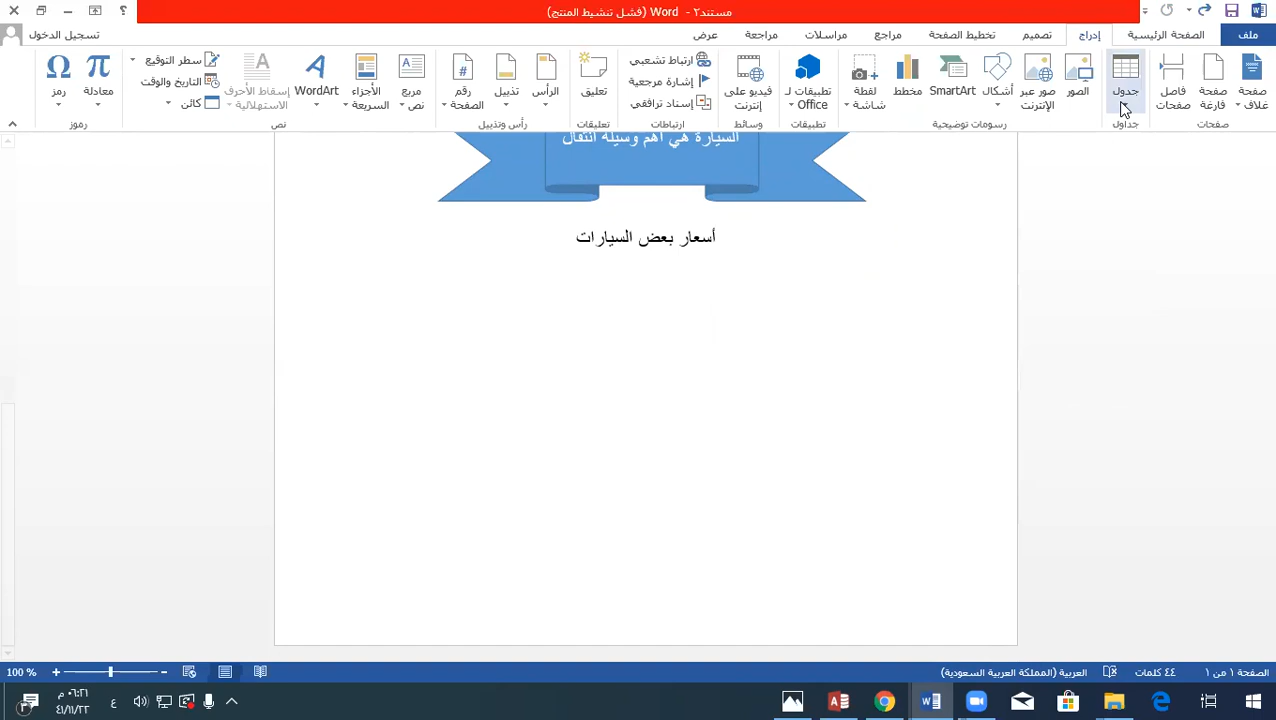 مستند٢ - Word (فشل تنشيط المنتج)
ملف
الصفحة الرئيسية
إدراج
تصميم
تخطيط الصفحة
مراجع
مراسلات
مراجعة
عرض
تسجيل الدخول
صفحة غلاف
صفحة فارغة
فاصل صفحات
صفحات
جدول
جداول
الصور
صور عبر الإنترنت
أشكال
SmartArt
مخطط
لقطة شاشة
رسومات توضيحية
تطبيقات لـ Office
تطبيقات
فيديو على إنترنت
وسائط
ارتباط تشعبي
إشارة مرجعية
إسناد ترافقي
ارتباطات
تعليق
تعليقات
الرأس
تذييل
رقم الصفحة
رأس وتذييل
مربع نص
الأجزاء السريعة
WordArt
إسقاط الأحرف الاستهلالية
سطر التوقيع
التاريخ والوقت
كائن
نص
معادلة
رمز
رموز
السيارة هي أهم وسيلة انتقال
أسعار بعض السيارات
الصفحة ١ من ١
٤٤ كلمات
العربية (المملكة العربية السعودية)
100 %
٠٦:٢١ م
٤١/١١/٢٢
ع